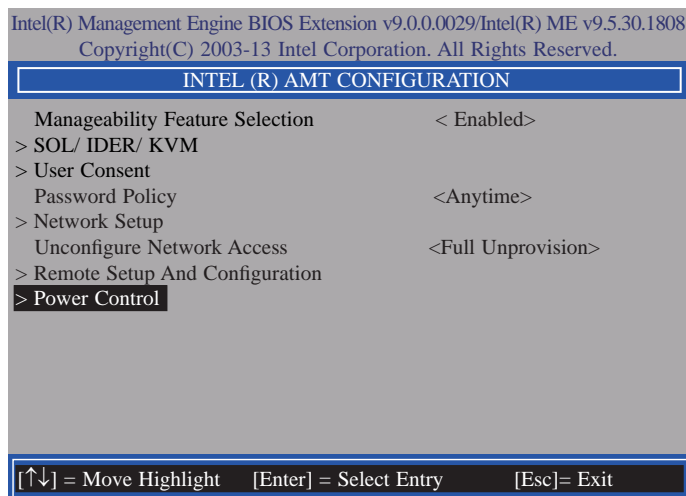 Intel(R) Management Engine BIOS Extension v9.0.0.0029/Intel(R) ME v9.5.30.1808
Copyright(C) 2003-13 Intel Corporation. All Rights Reserved.
INTEL (R) AMT CONFIGURATION
Manageability Feature Selection < Enabled>
> SOL/ IDER/ KVM
> User Consent
Password Policy <Anytime>
> Network Setup
Unconfigure Network Access <Full Unprovision>
> Remote Setup And Configuration
> Power Control
[↑↓] = Move Highlight [Enter] = Select Entry [Esc]= Exit